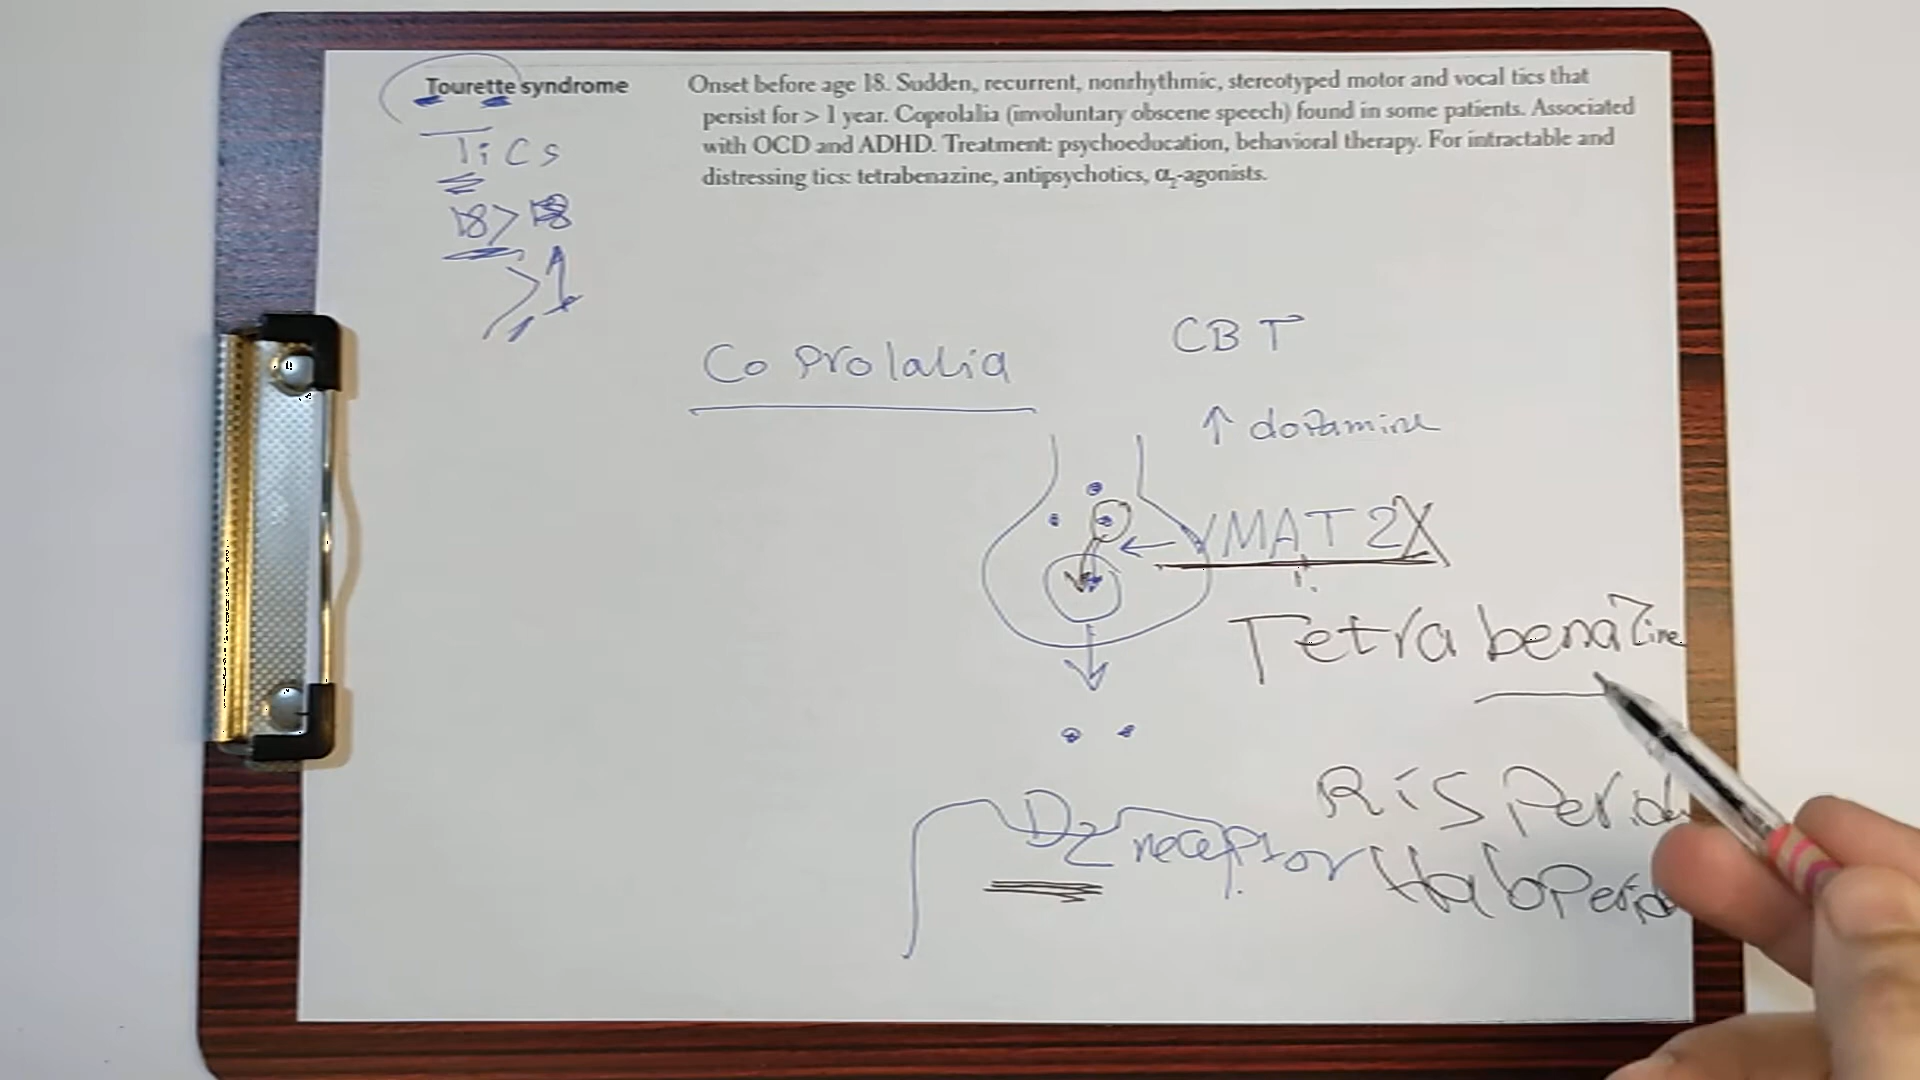 Tourette syndrome
Onset before age 18. Sudden, recurrent, nonrhythmic, stereotyped motor and vocal tics that
persist for > 1 year. Coprolalia (involuntary obscene speech) found in some patients. Associated
with OCD and ADHD. Treatment: psychoeducation, behavioral therapy. For intractable and
distressing tics: tetrabenazine, antipsychotics, α₂-agonists.
Tics
18>
>1
Coprolalia
CBT
↑ dopamine
VMAT2X
Tetrabenazine
D2 receptor